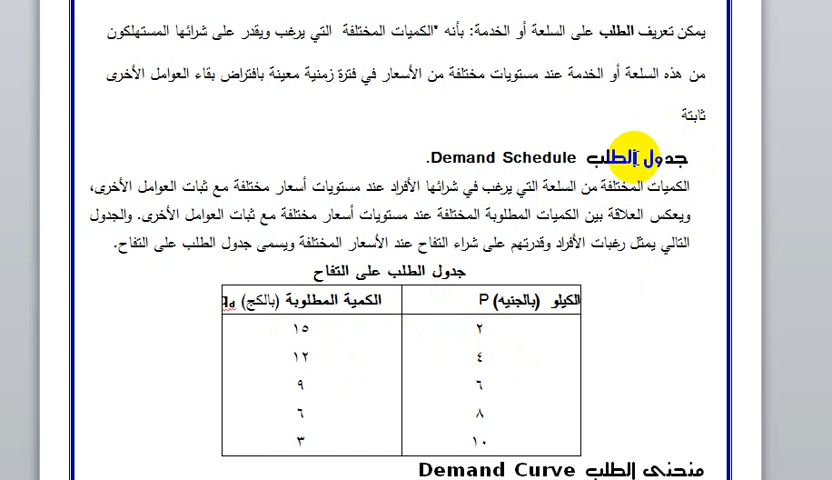 يمكن تعريف الطلب على السلعة أو الخدمة: بأنه "الكميات المختلفة التي يرغب ويقدر على شرائها المستهلكون
من هذه السلعة أو الخدمة عند مستويات مختلفة من الأسعار في فترة زمنية معينة بافتراض بقاء العوامل الأخرى
ثابتة
جدول الطلب Demand Schedule.
الكميات المختلفة من السلعة التي يرغب في شرائها الأفراد عند مستويات أسعار مختلفة مع ثبات العوامل الأخرى،
ويعكس العلاقة بين الكميات المطلوبة المختلفة عند مستويات أسعار مختلفة مع ثبات العوامل الأخرى. والجدول
التالي يمثل رغبات الأفراد وقدرتهم على شراء التفاح عند الأسعار المختلفة ويسمى جدول الطلب على التفاح.
جدول الطلب على التفاح
الكيلو (بالجنيه) P الكمية المطلوبة (بالكج) qd
٢ ١٥
٤ ١٢
٦ ٩
٨ ٦
١٠ ٣
منحنى الطلب Demand Curve